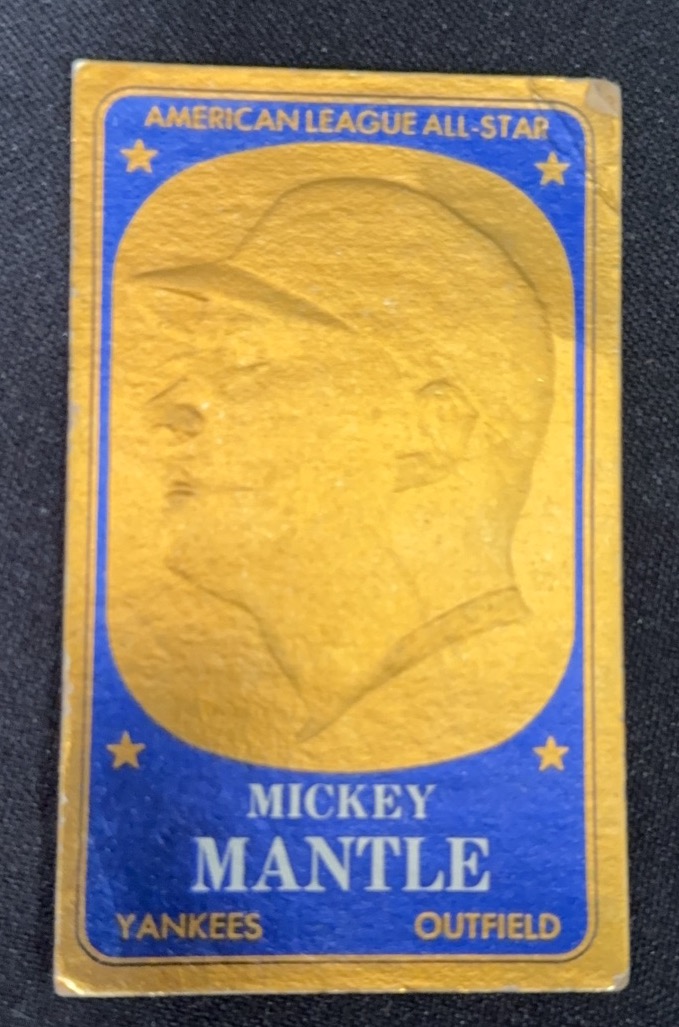 AMERICAN LEAGUE ALL-STAR
MICKEY
MANTLE
YANKEES OUTFIELD